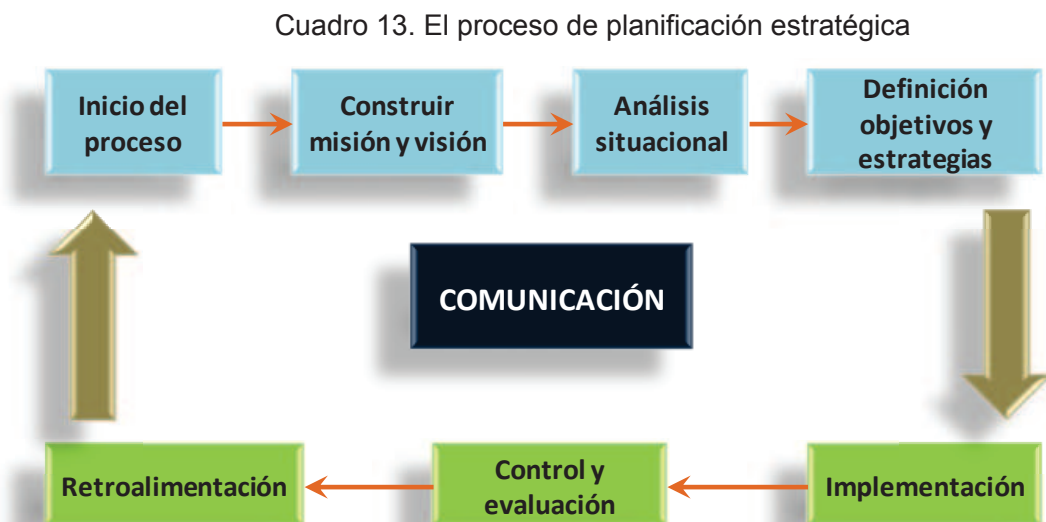 Cuadro 13. El proceso de planificación estratégica
Inicio del
proceso
Construir
misión y visión
Análisis
situacional
Definición
objetivos y
estrategias
COMUNICACIÓN
Retroalimentación
Control y
evaluación
Implementación